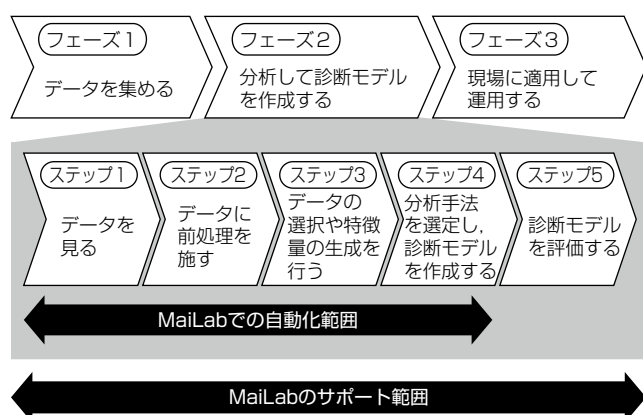 フェーズ1
データを集める
フェーズ2
分析して診断モデル
を作成する
フェーズ3
現場に適用して
運用する
ステップ1
データを
見る
ステップ2
データに
前処理を
施す
ステップ3
データの
選択や特徴
量の生成を
行う
ステップ4
分析手法
を選定し,
診断モデル
を作成する
ステップ5
診断モデル
を評価する
MaiLabでの自動化範囲
MaiLabのサポート範囲